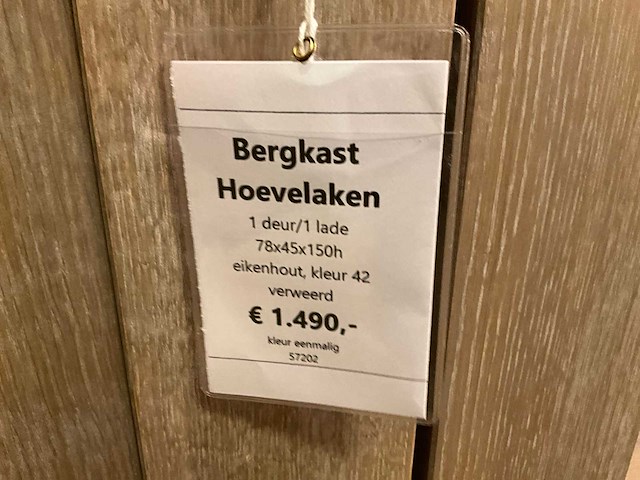 Bergkast
Hoevelaken
1 deur/1 lade
78x45x150h
eikenhout, kleur 42
verweerd
€ 1.490,-
kleur eenmalig
57202